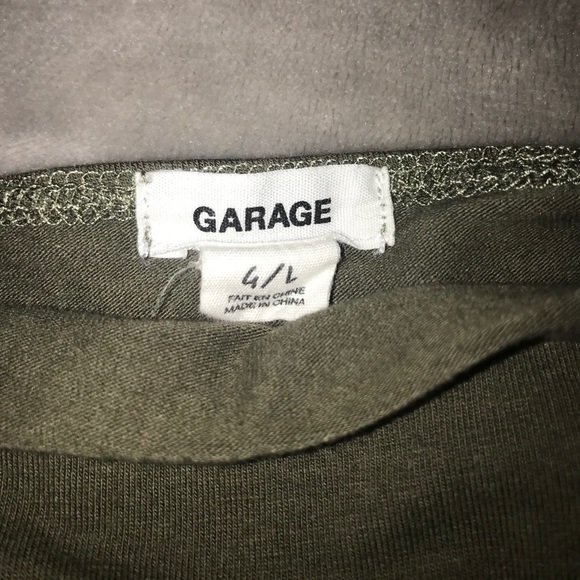 GARAGE
G/L
FAIT EN CHINE
MADE IN CHINA